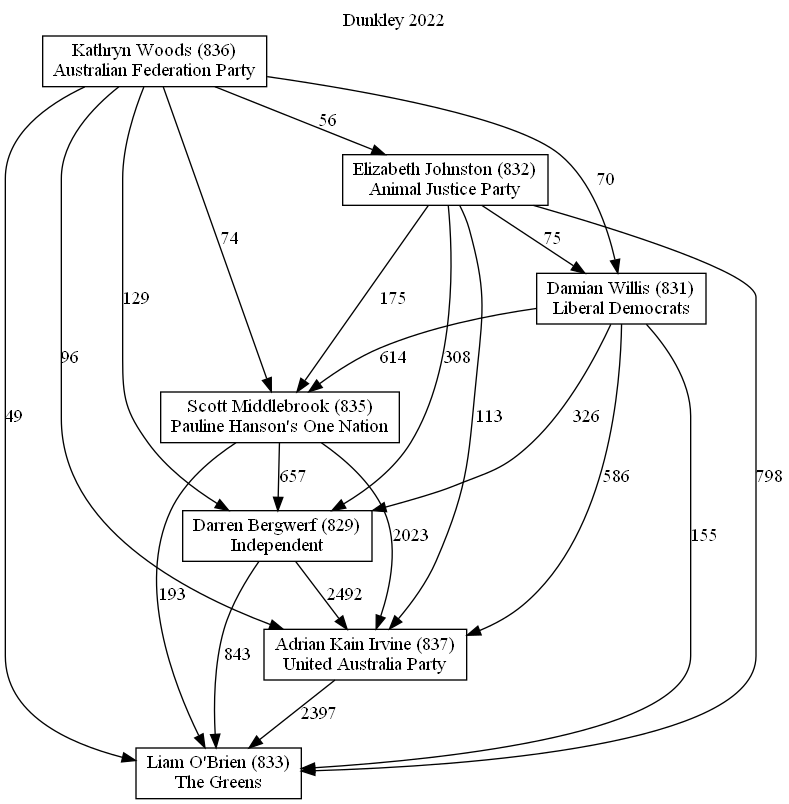 Dunkley 2022
Kathryn Woods (836)
Australian Federation Party
56
Elizabeth Johnston (832)
Animal Justice Party
70
74
75
Damian Willis (831)
Liberal Democrats
129
175
96
614
308
49
Scott Middlebrook (835)
Pauline Hanson's One Nation
113
326
657
586
798
Darren Bergwerf (829)
Independent
2023
155
193
2492
Adrian Kain Irvine (837)
United Australia Party
843
2397
Liam O'Brien (833)
The Greens